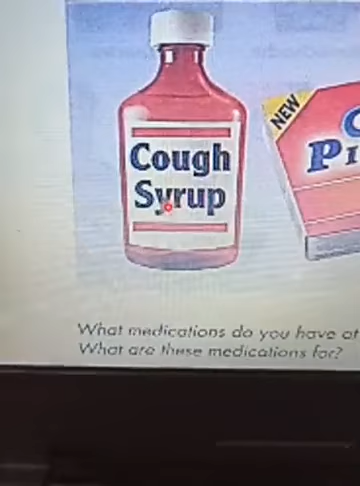 Cough
Syrup
NEW
What medications do you have at
What are these medications for?